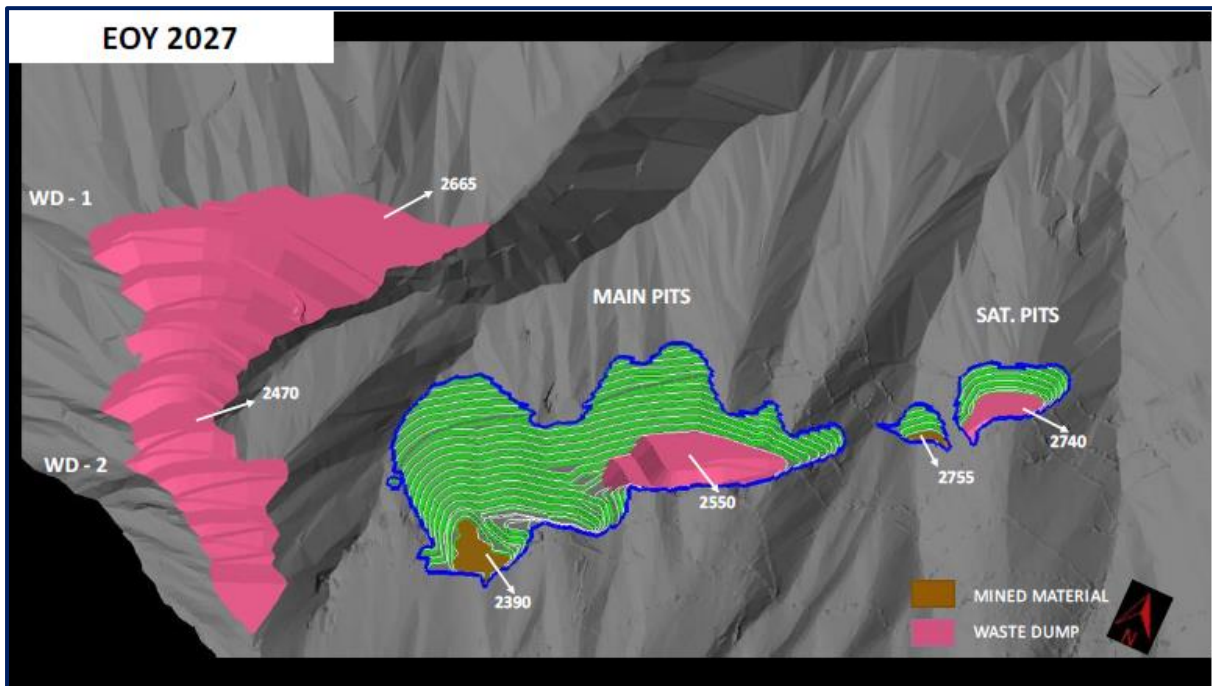 EOY 2027
2665
WD - 1
MAIN PITS
SAT. PITS
2470
2740
WD - 2
2755
2550
2390
MINED MATERIAL
WASTE DUMP
N